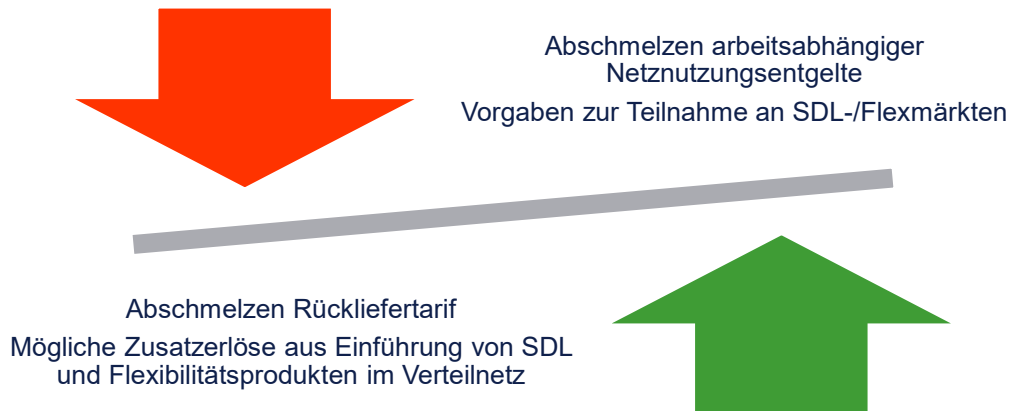 Abschmelzen arbeitsabhängiger
Netznutzungsentgelte
Vorgaben zur Teilnahme an SDL-/Flexmärkten
Abschmelzen Rückliefertarif
Mögliche Zusatzerlöse aus Einführung von SDL
und Flexibilitätsprodukten im Verteilnetz